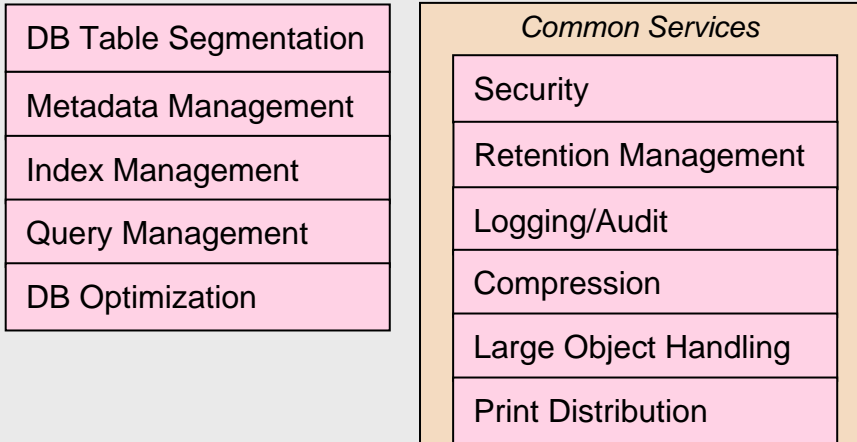 DB Table Segmentation
Metadata Management
Index Management
Query Management
DB Optimization
Common Services
Security
Retention Management
Logging/Audit
Compression
Large Object Handling
Print Distribution